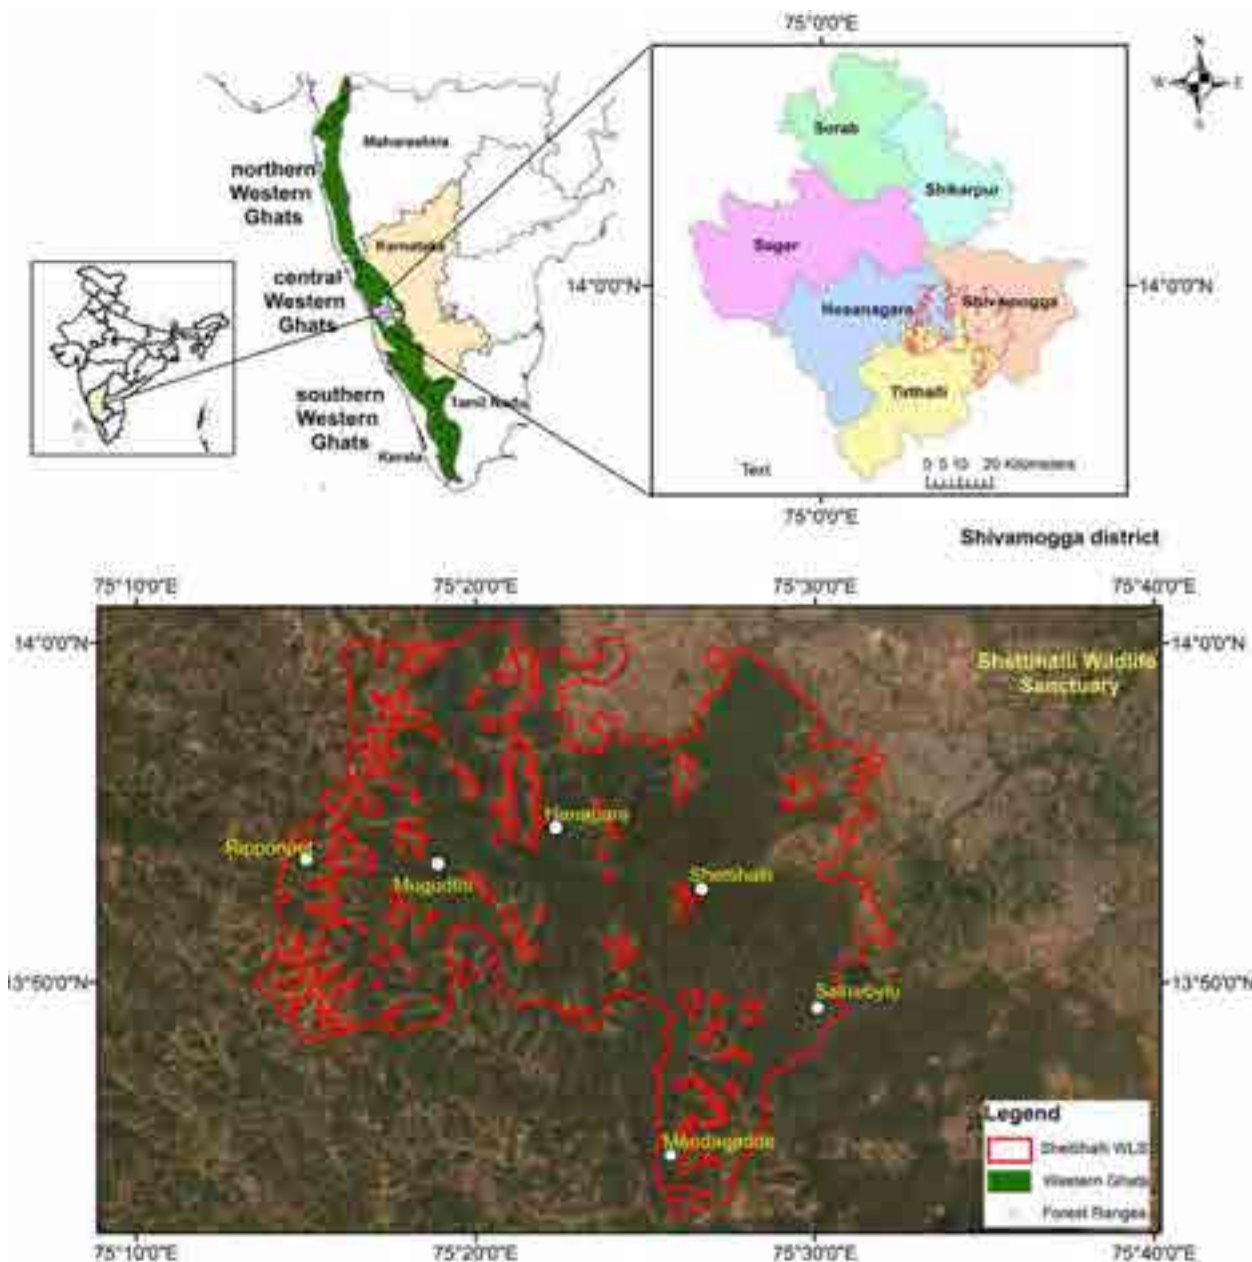 75°0'0"E
N
W
E
S
Maharashtra
northern
Western
Ghats
Karnataka
central
Western
Ghats
southern
Western
Ghats
Tamil Nadu
Kerala
Sorab
Shikarpur
Sagar
14°0'0"N
14°0'0"N
Hosanagara
Shivamogga
Tirthalli
Text
0 5 10 20 Kilometers
75°0'0"E
Shivamogga district
75°10'0"E
75°20'0"E
75°30'0"E
75°40'0"E
14°0'0"N
14°0'0"N
Shettihalli Wildlife
Sanctuary
Hanagere
Ripponpet
Mugudthi
Shettihalli
13°50'0"N
13°50'0"N
Mandagadde
Legend
Shettihalli WLS
Western Ghats
Forest Ranges
75°10'0"E
75°20'0"E
75°30'0"E
75°40'0"E